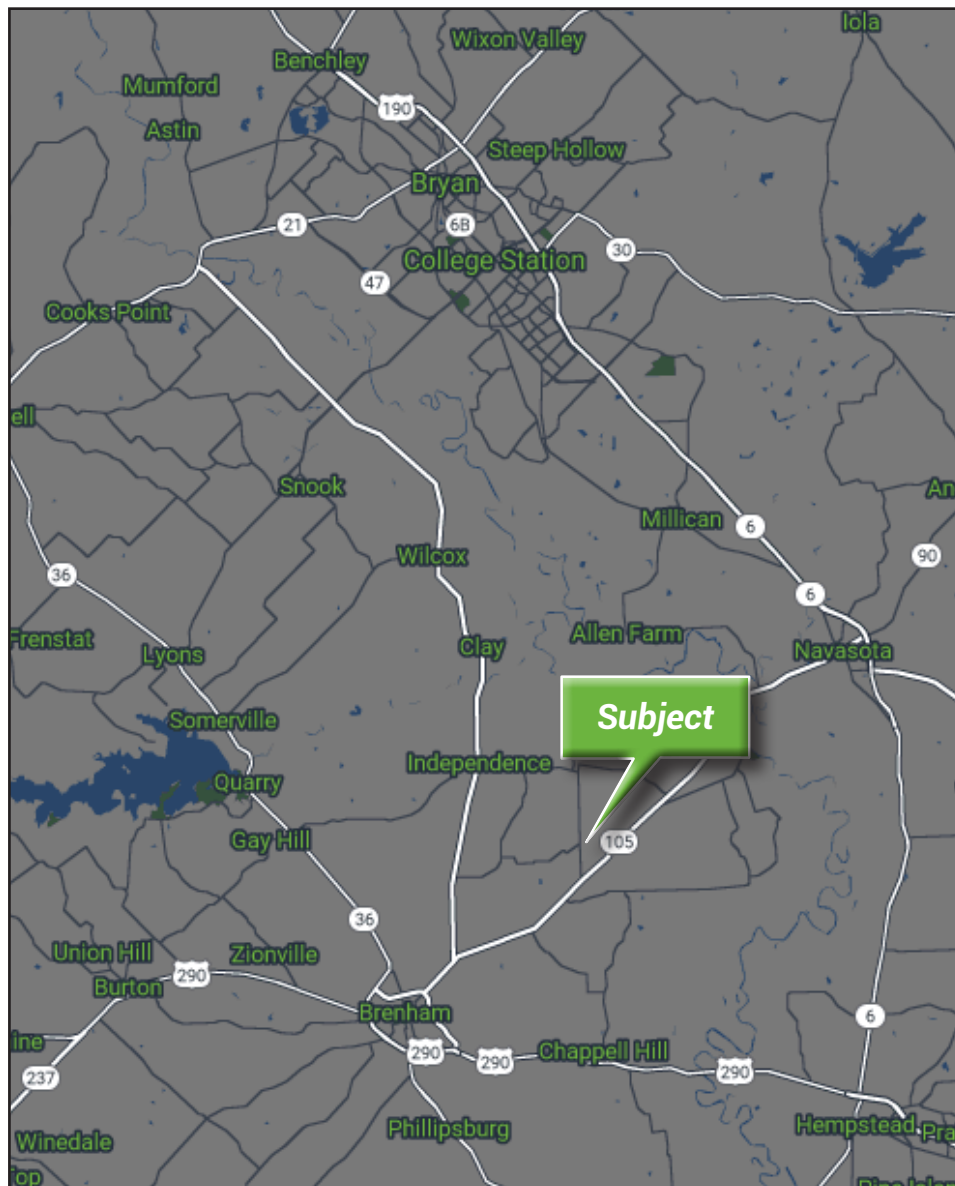 Iola
Wixon Valley
Benchley
Mumford
190
Astin
Steep Hollow
Bryan
21
6B
30
College Station
47
Cooks Point
ell
Snook
An
Millican
6
Wilcox
90
36
6
Frenstat
Allen Farm
Lyons
Clay
Navasota
Somerville
Subject
Independence
Quarry
Gay Hill
105
36
Union Hill
Zionville
290
Burton
Brenham
6
ine
290
290
Chappell Hill
290
237
Phillipsburg
Hempstead
Pra
Winedale
Top